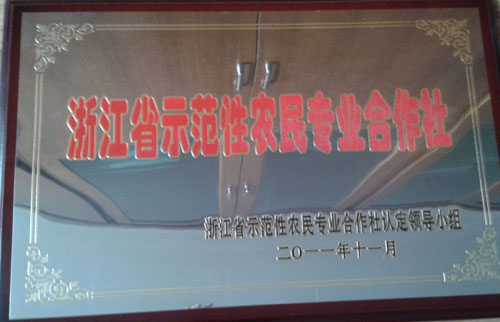 浙江省示范性农民专业合作社
浙江省示范性农民专业合作社认定领导小组
二〇一一年十一月